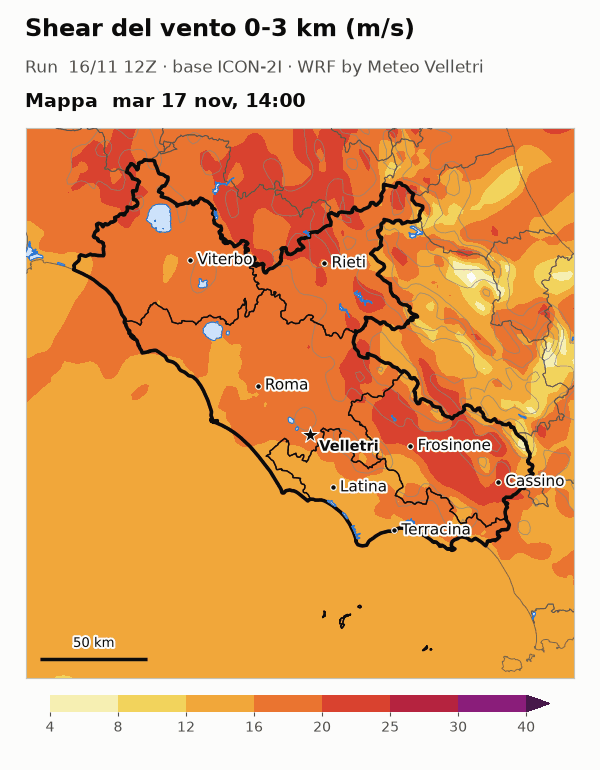 Shear del vento 0-3 km (m/s)
Run 16/11 12Z · base ICON-2I · WRF by Meteo Velletri
Mappa mar 17 nov, 14:00
Viterbo
Rieti
Roma
Velletri
Frosinone
Cassino
Latina
Terracina
50 km
4 8 12 16 20 25 30 40